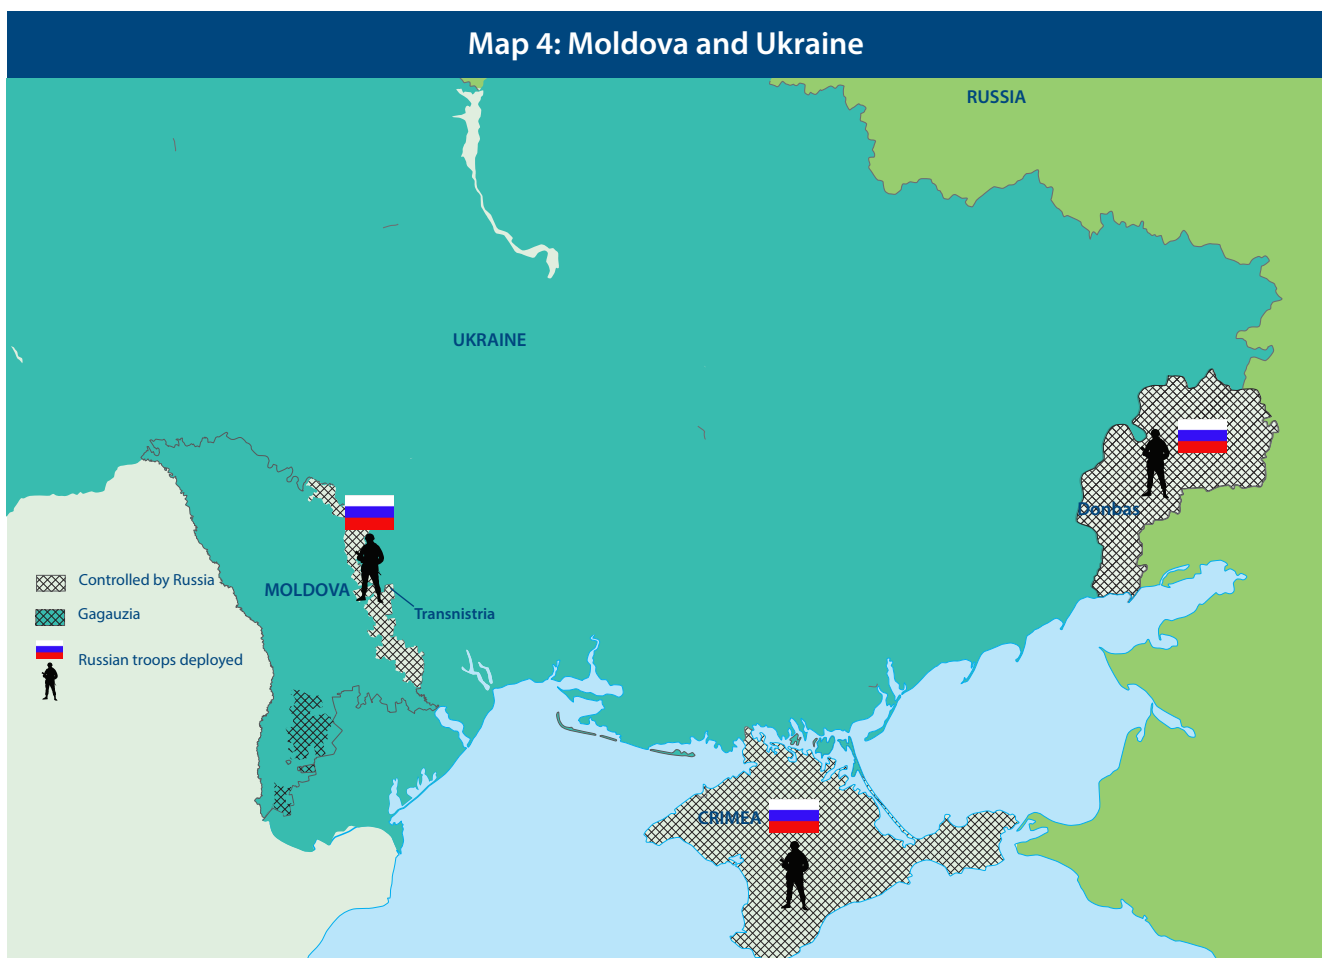 Map 4: Moldova and Ukraine
RUSSIA
UKRAINE
Donbas
Controlled by Russia
MOLDOVA
Gagauzia
Transnistria
Russian troops deployed
CRIMEA